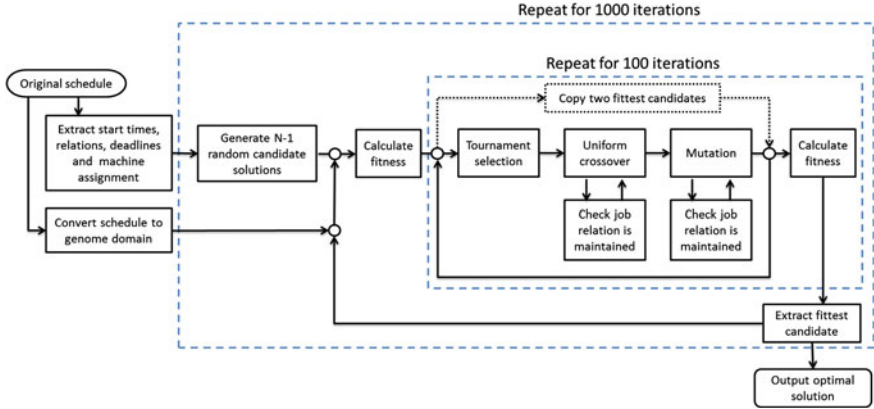 Repeat for 1000 iterations
Repeat for 100 iterations
Original schedule
Copy two fittest candidates
Extract start times,
relations, deadlines
and machine
assignment
Generate N-1
random candidate
solutions
Calculate
fitness
Tournament
selection
Uniform
crossover
Mutation
Calculate
fitness
Check job
relation is
maintained
Check job
relation is
maintained
Convert schedule to
genome domain
Extract fittest
candidate
Output optimal
solution